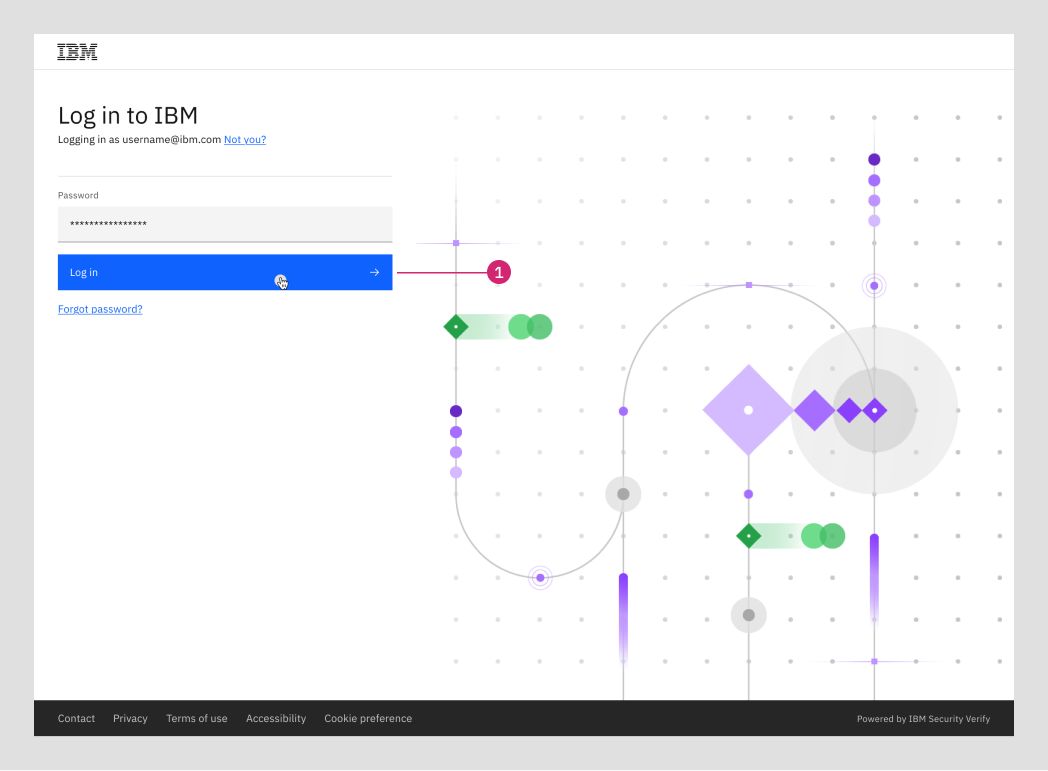 IBM
Log in to IBM
Logging in as username@ibm.com Not you?
Password
****************
Log in
1
Forgot password?
Contact Privacy Terms of use Accessibility Cookie preference Powered by IBM Security Verify